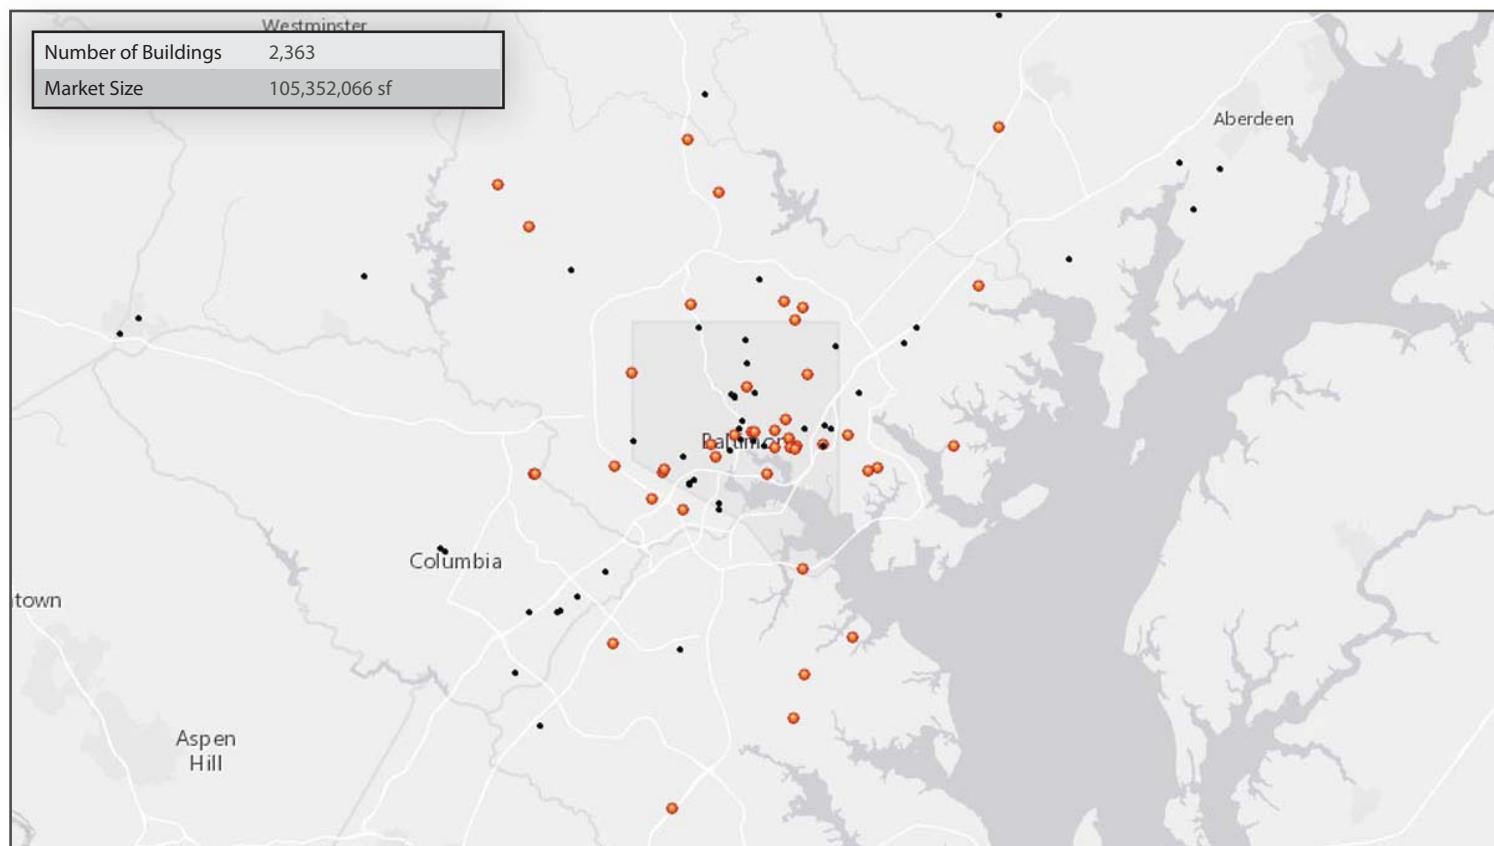 Westminster
Number of Buildings 2,363
Market Size 105,352,066 sf
Aberdeen
Baltimore
Columbia
town
Aspen
Hill